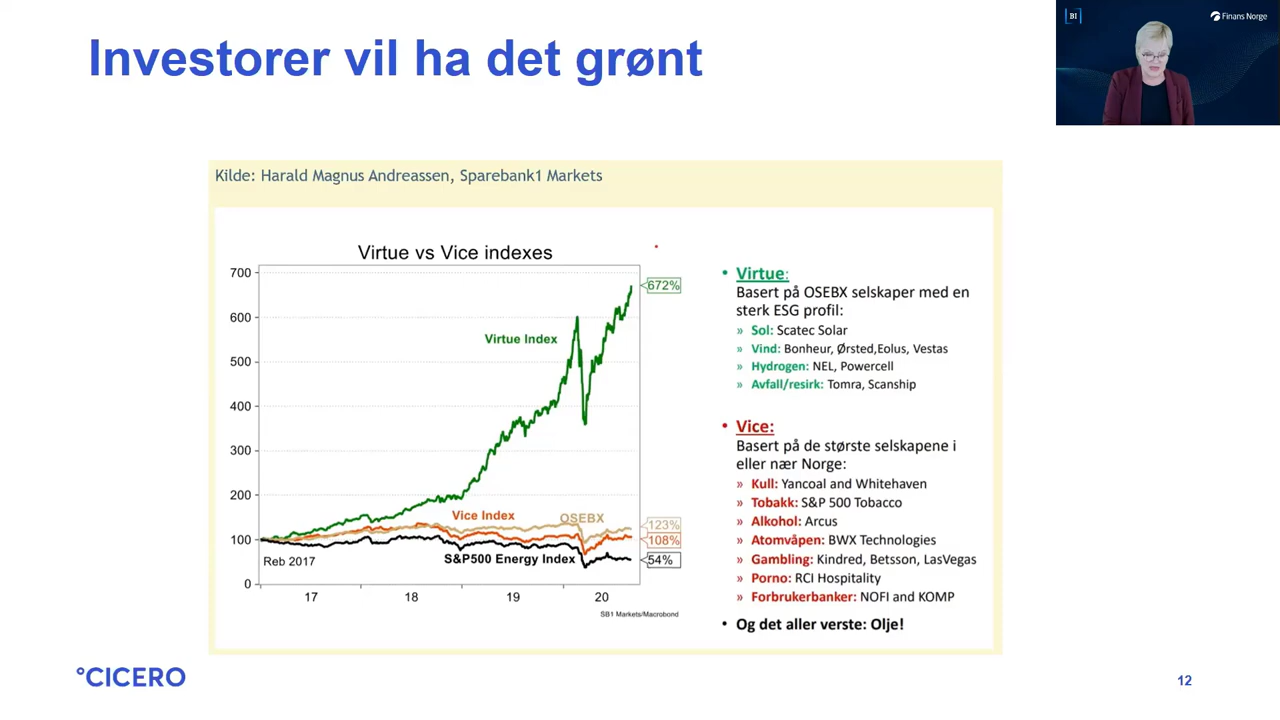 Investorer vil ha det grønt
BI
Finans Norge
Kilde: Harald Magnus Andreassen, Sparebank1 Markets
Virtue vs Vice indexes
700
600
500
400
300
200
100
0
672%
Virtue Index
Vice Index
OSEBX
123%
108%
S&P500 Energy Index
54%
Reb 2017
17
18
19
20
SB1 Markets/Macrobond
• Virtue:
Basert på OSEBX selskaper med en
sterk ESG profil:
» Sol: Scatec Solar
» Vind: Bonheur, Ørsted,Eolus, Vestas
» Hydrogen: NEL, Powercell
» Avfall/resirk: Tomra, Scanship
• Vice:
Basert på de største selskapene i
eller nær Norge:
» Kull: Yancoal and Whitehaven
» Tobakk: S&P 500 Tobacco
» Alkohol: Arcus
» Atomvåpen: BWX Technologies
» Gambling: Kindred, Betsson, LasVegas
» Porno: RCI Hospitality
» Forbrukerbanker: NOFI and KOMP
• Og det aller verste: Olje!
°CICERO
12